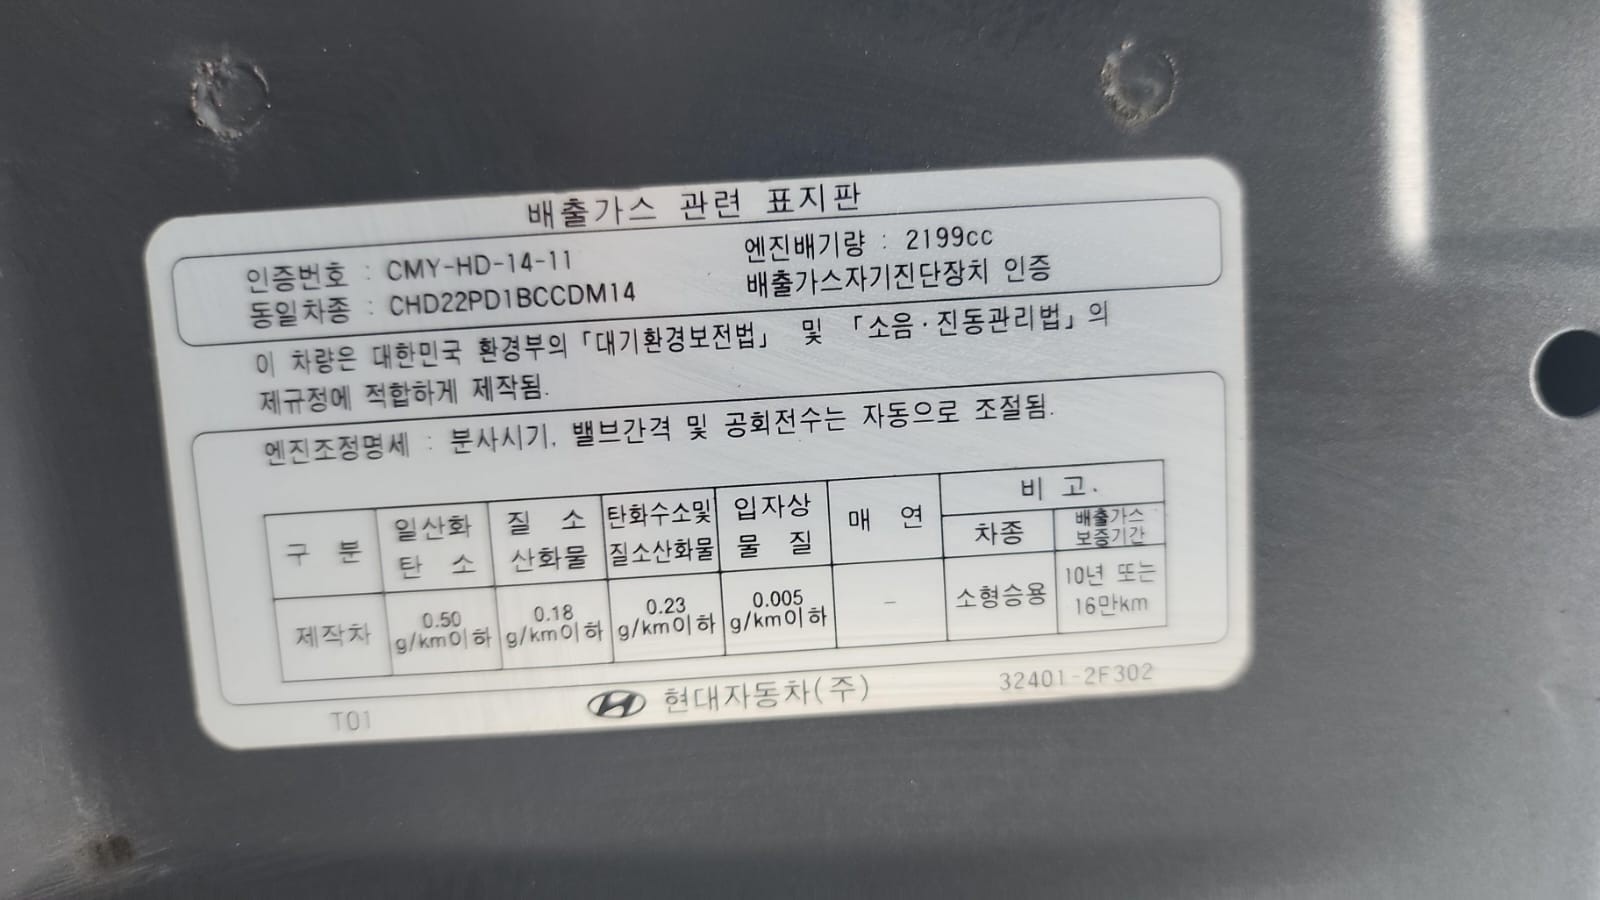 배출가스 관련 표지판
인증번호 : CMY-HD-14-11
엔진배기량 : 2199cc
동일차종 : CHD22PD1BCCDM14
배출가스자기진단장치 인증
이 차량은 대한민국 환경부의 「대기환경보전법」 및 「소음·진동관리법」의
제규정에 적합하게 제작됨.
엔진조정명세 : 분사시기, 밸브간격 및 공회전수는 자동으로 조절됨.
구 분 일산화 탄 소 질 소 산화물 탄화수소및 질소산화물 입자상 물 질 매 연 비 고.
차종 배출가스 보증기간
제작차 0.50 g/km이하 0.18 g/km이하 0.23 g/km이하 0.005 g/km이하 - 소형승용 10년 또는 16만km
T01 현대자동차(주) 32401-2F302